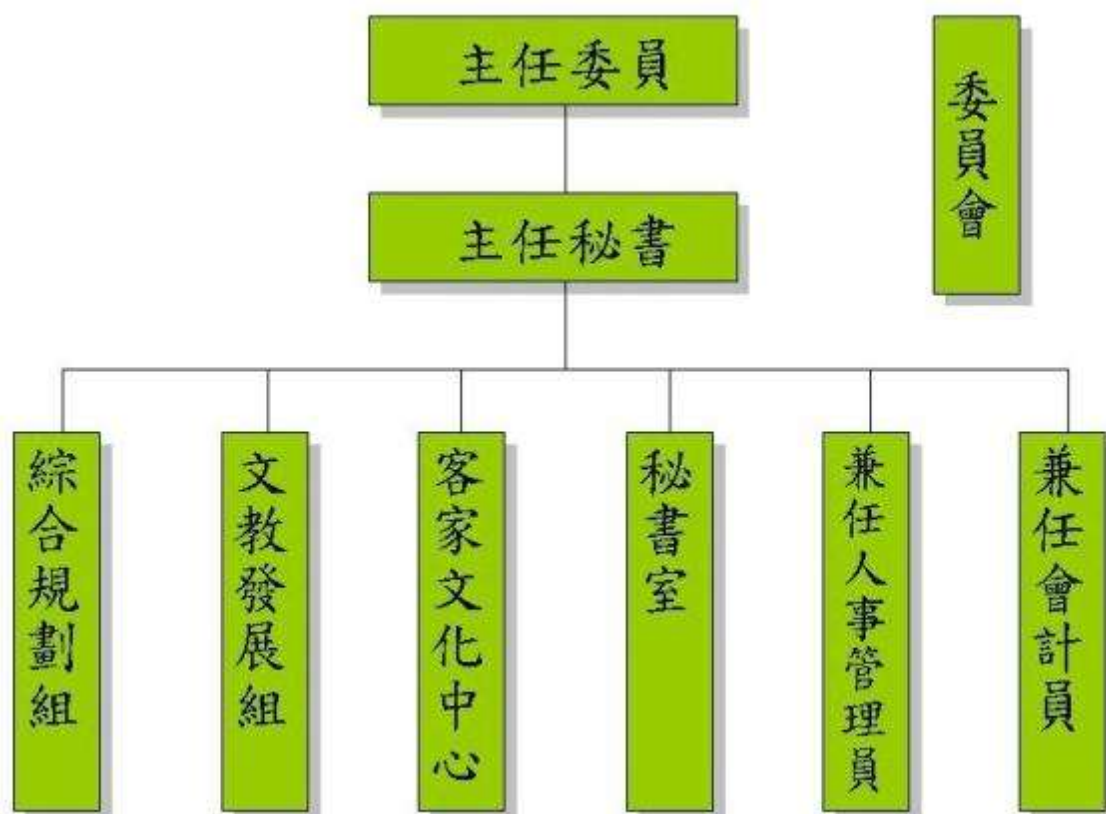 主任委員
委員會
主任秘書
綜合規劃組
文教發展組
客家文化中心
秘書室
兼任人事管理員
兼任會計員